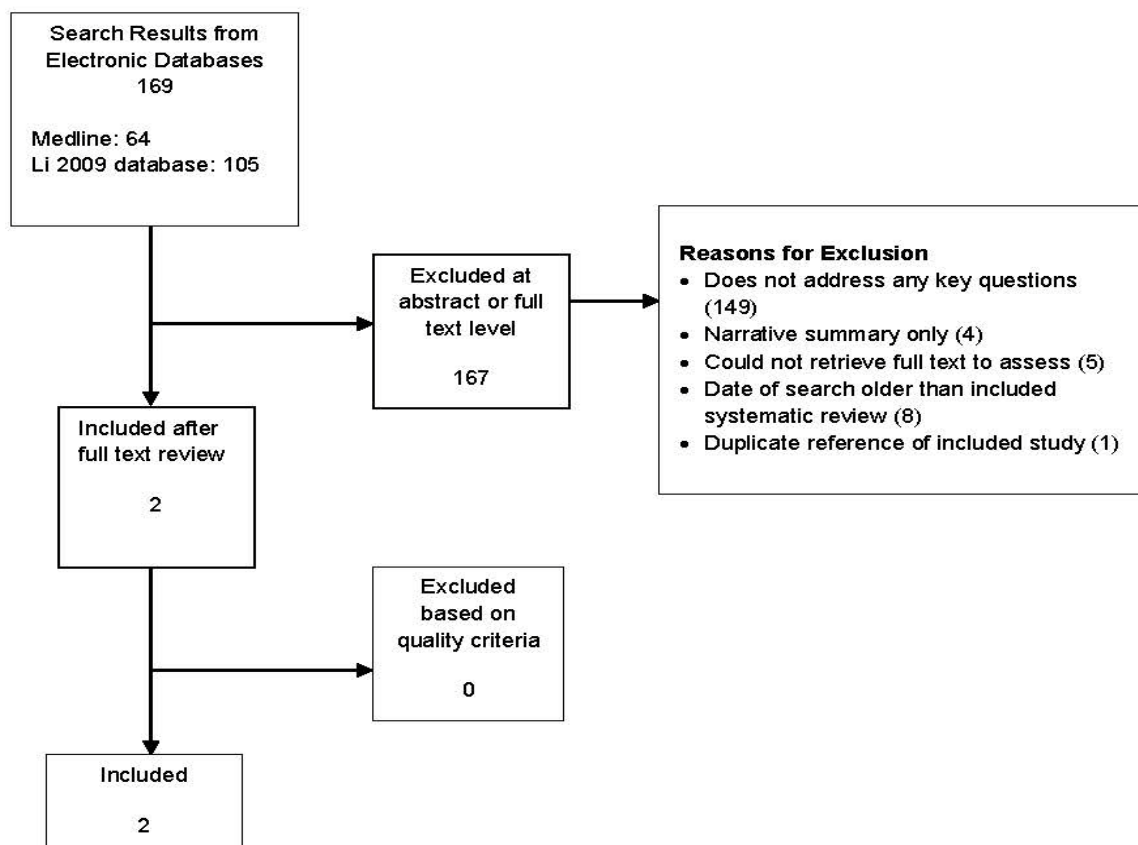 Search Results from
Electronic Databases
169
Medline: 64
Li 2009 database: 105
Excluded at
abstract or full
text level
167
Reasons for Exclusion
• Does not address any key questions
(149)
• Narrative summary only (4)
• Could not retrieve full text to assess (5)
• Date of search older than included
systematic review (8)
• Duplicate reference of included study (1)
Included after
full text review
2
Excluded
based on
quality criteria
0
Included
2